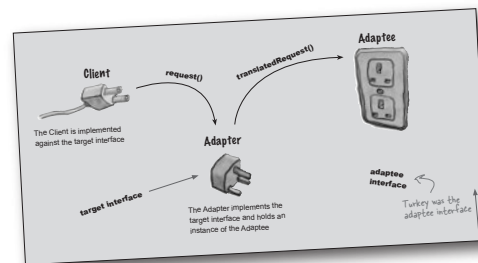 Client
request()
translatedRequest()
Adaptee
The Client is implemented
against the target interface
Adapter
target interface
The Adapter implements the
target interface and holds an
instance of the Adaptee
adaptee
interface
Turkey was the
adaptee interface